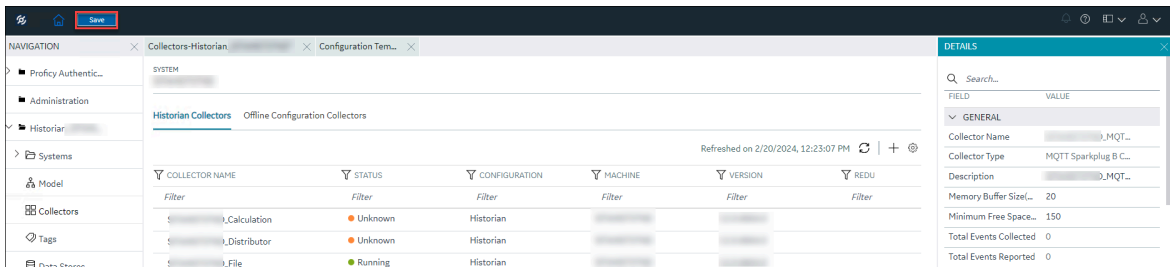 Save
NAVIGATION
Collectors-Historian_
Configuration Tem...
DETAILS
Proficy Authentic...
Administration
Historian
Systems
Model
Collectors
Tags
Data Stores
SYSTEM
Historian Collectors
Offline Configuration Collectors
Refreshed on 2/20/2024, 12:23:07 PM
COLLECTOR NAME STATUS CONFIGURATION MACHINE VERSION REDU
Filter Filter Filter Filter Filter Filter
_Calculation Unknown Historian
_Distributor Unknown Historian
_File Running Historian
Search...
FIELD VALUE
GENERAL
Collector Name _MQT...
Collector Type MQTT Sparkplug B C...
Description _MQT...
Memory Buffer Size(... 20
Minimum Free Space... 150
Total Events Collected 0
Total Events Reported 0